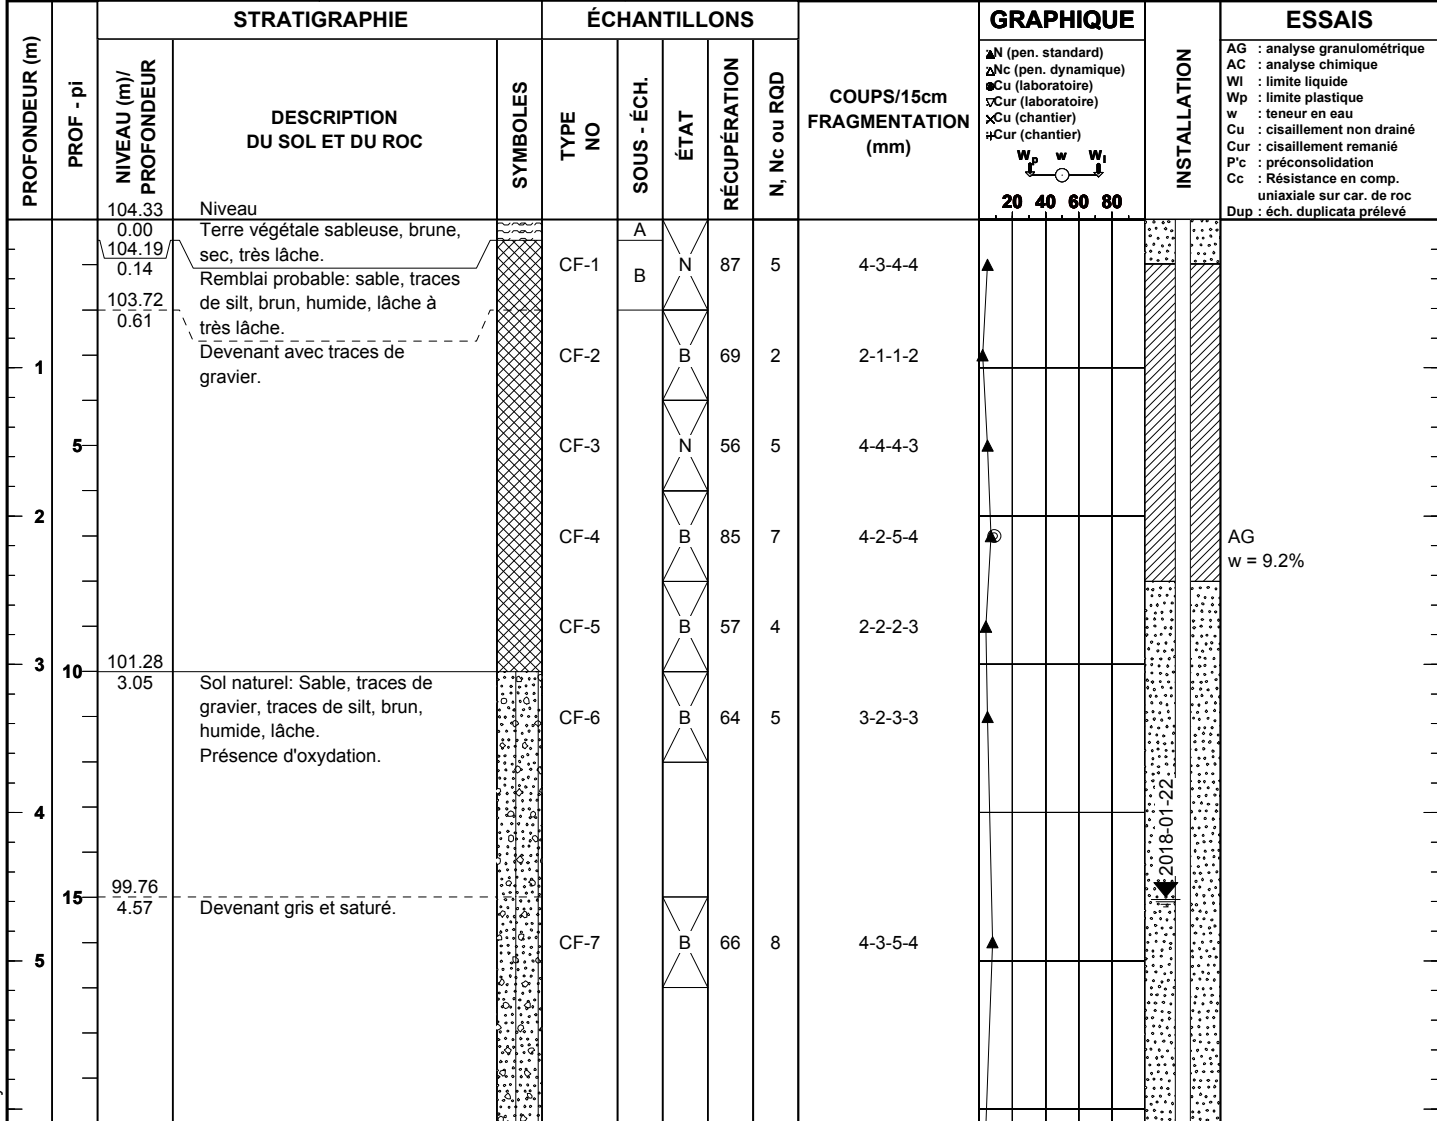 STRATIGRAPHIE
ÉCHANTILLONS
GRAPHIQUE
ESSAIS
PROFONDEUR (m)
PROF - pi
NIVEAU (m)/
PROFONDEUR
DESCRIPTION
DU SOL ET DU ROC
SYMBOLES
TYPE
NO
SOUS - ÉCH.
ÉTAT
RÉCUPÉRATION
N, Nc ou RQD
COUPS/15cm
FRAGMENTATION
(mm)
N (pen. standard)
Nc (pen. dynamique)
Cu (laboratoire)
Cur (laboratoire)
Cu (chantier)
Cur (chantier)
Wp w Wl
20 40 60 80
INSTALLATION
AG : analyse granulométrique
AC : analyse chimique
Wl : limite liquide
Wp : limite plastique
w : teneur en eau
Cu : cisaillement non drainé
Cur : cisaillement remanié
P'c : préconsolidation
Cc : Résistance en comp.
uniaxiale sur car. de roc
Dup : éch. duplicata prélevé
104.33 Niveau
0.00 Terre végétale sableuse, brune,
sec, très lâche.
104.19
0.14
Remblai probable: sable, traces
de silt, brun, humide, lâche à
très lâche.
103.72
0.61
Devenant avec traces de
gravier.
A
B
CF-1 N 87 5 4-3-4-4
1
CF-2 B 69 2 2-1-1-2
5
CF-3 N 56 5 4-4-4-3
2
CF-4 B 85 7 4-2-5-4
AG
w = 9.2%
CF-5 B 57 4 2-2-2-3
3
10
101.28
3.05
Sol naturel: Sable, traces de
gravier, traces de silt, brun,
humide, lâche.
Présence d'oxydation.
CF-6 B 64 5 3-2-3-3
4
2018-01-22
15
99.76
4.57 Devenant gris et saturé.
CF-7 B 66 8 4-3-5-4
5